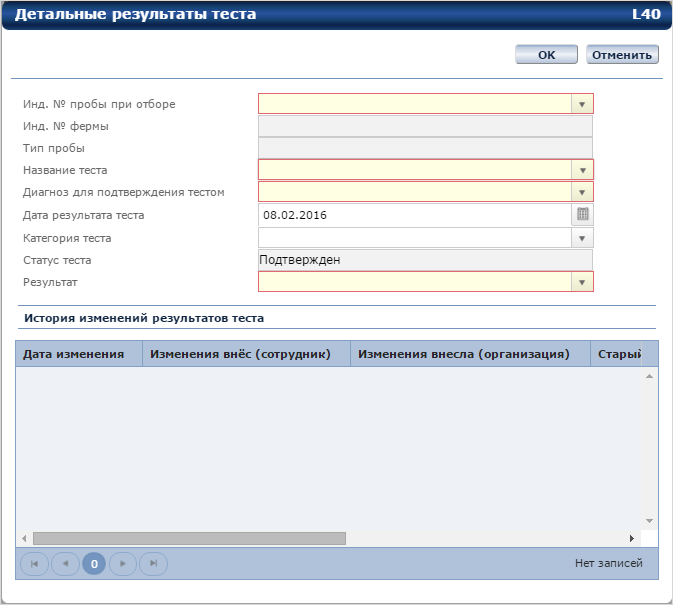 Детальные результаты теста L40
ОК Отменить
Инд. № пробы при отборе
Инд. № фермы
Тип пробы
Название теста
Диагноз для подтверждения тестом
Дата результата теста 08.02.2016
Категория теста
Статус теста Подтвержден
Результат
История изменений результатов теста
Дата изменения Изменения внёс (сотрудник) Изменения внесла (организация) Старый
0 Нет записей